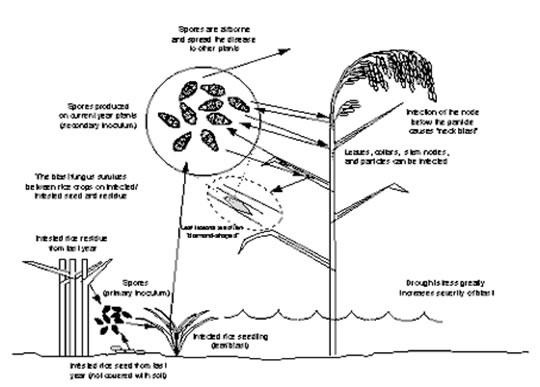 Spores are airborne
and spread the disease
to other plants
Spores produced
on current year plants
(secondary inoculum)
Infection of the node
below the panicle
causes "neck blast"
Leaves, collars, stem nodes,
and panicles can be infected
The blast fungus survives
between rice crops on infected/
infested seed and residue
Leaf lesions are often
"diamond-shaped"
Infested rice residue
from last year
Spores
(primary inoculum)
Drought stress greatly
increases severity of blast
Infected rice seedling
(leaf blast)
Infested rice seed from last
year (not covered with soil)